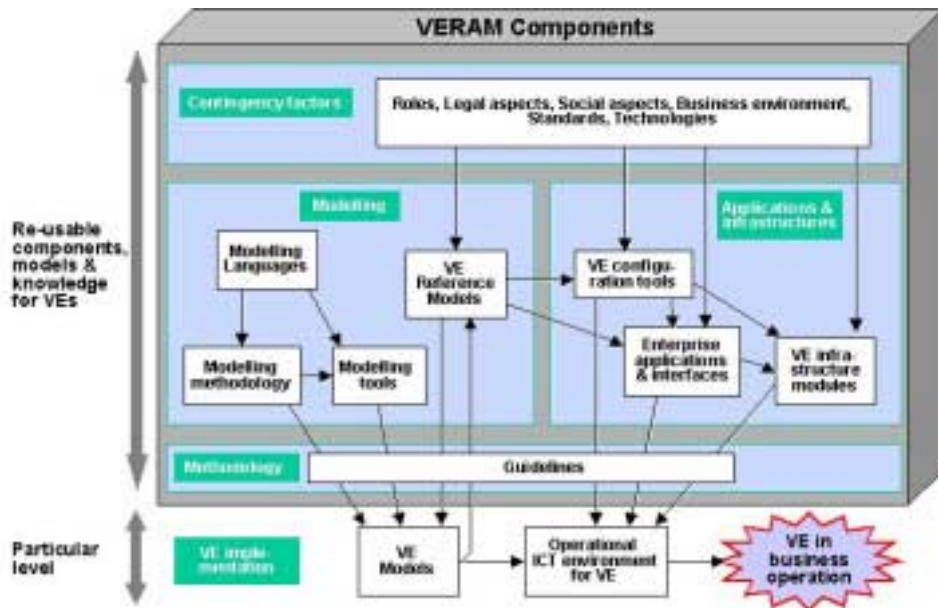 VERAM Components
Contingency factors
Roles, Legal aspects, Social aspects, Business environment,
Standards, Technologies
Re-usable
components,
models &
knowledge
for VEs
Modelling
Modelling
Languages
VE
Reference
Models
Modelling
methodology
Modelling
tools
Applications &
infrastructures
VE configu-
ration tools
Enterprise
applications
& interfaces
VE infra-
structure
modules
Methodology
Guidelines
Particular
level
VE imple-
mentation
VE
Models
Operational
ICT environment
for VE
VE in
business
operation